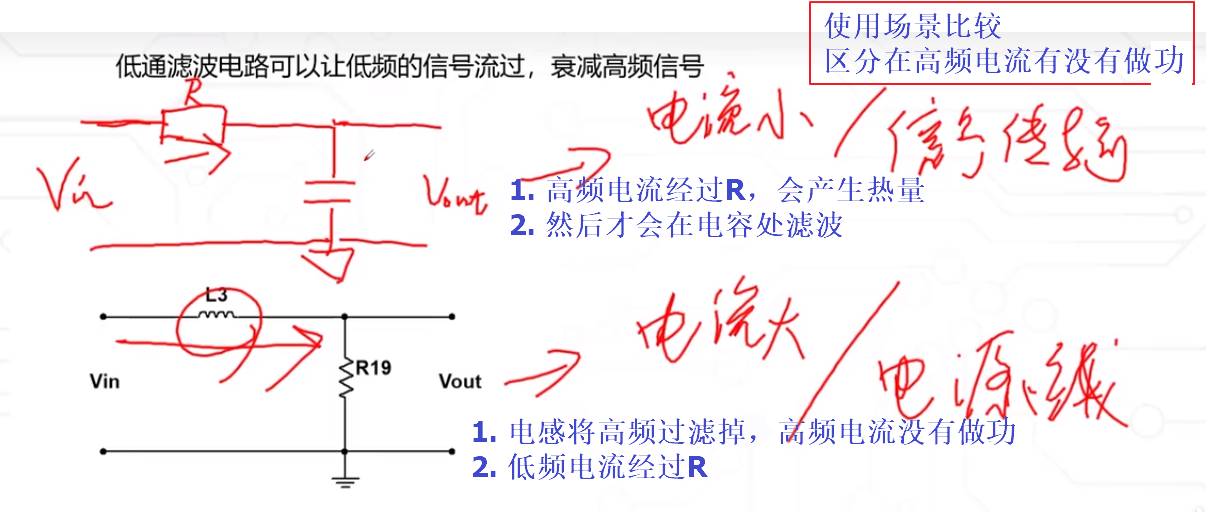 使用场景比较
区分在高频电流有没有做功
低通滤波电路可以让低频的信号流过，衰减高频信号
R
电流小/信号传输
Vin
Vout
1. 高频电流经过R，会产生热量
2. 然后才会在电容处滤波
L3
电流大/电源线
R19
Vin
Vout
1. 电感将高频过滤掉，高频电流没有做功
2. 低频电流经过R